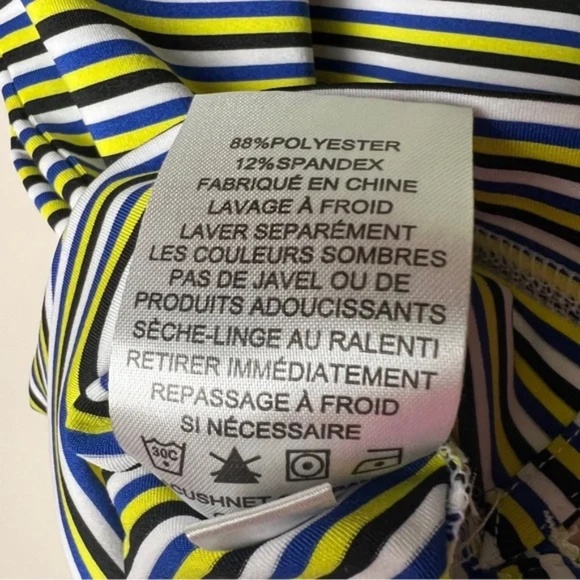 88%POLYESTER
12%SPANDEX
FABRIQUÉ EN CHINE
LAVAGE À FROID
LAVER SEPARÉMENT
LES COULEURS SOMBRES
PAS DE JAVEL OU DE
PRODUITS ADOUCISSANTS
SÈCHE-LINGE AU RALENTI
RETIRER IMMÉDIATEMENT
REPASSAGE À FROID
SI NÉCESSAIRE
30C
CUSHNET